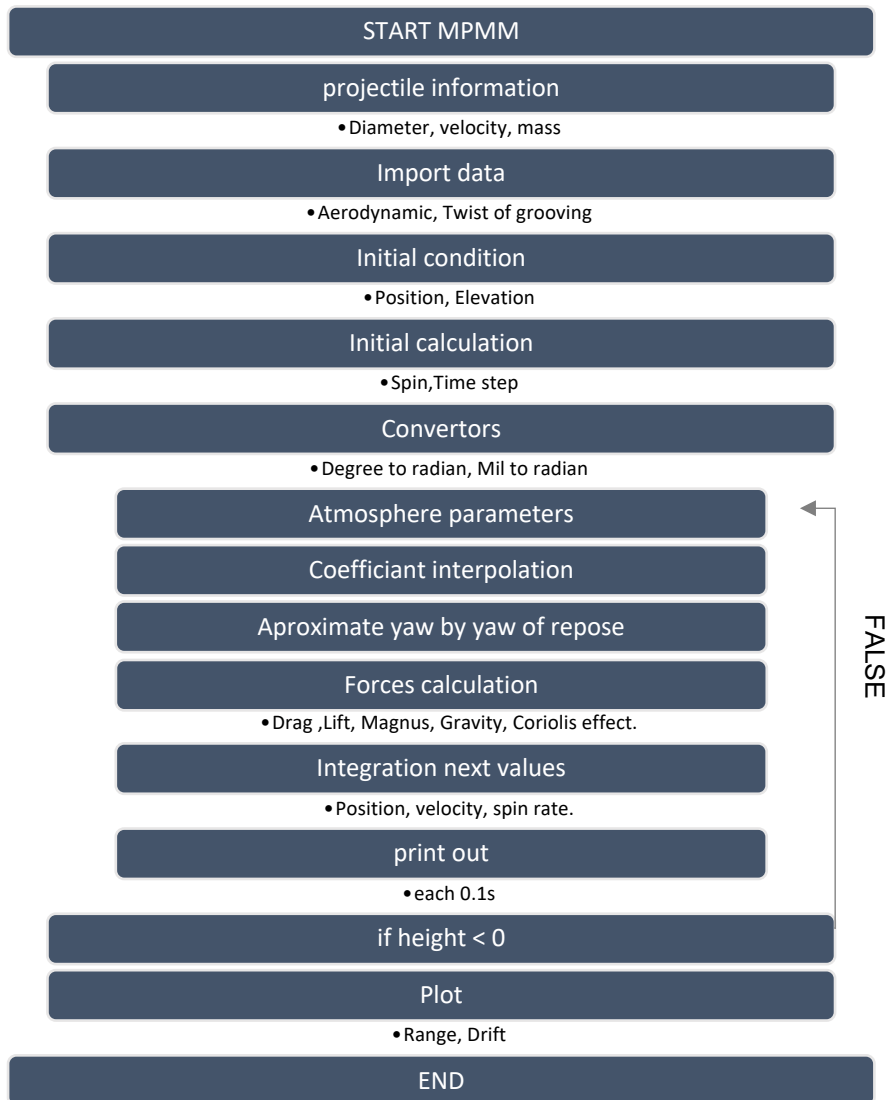 START MPMM
projectile information
•Diameter, velocity, mass
Import data
•Aerodynamic, Twist of grooving
Initial condition
•Position, Elevation
Initial calculation
•Spin,Time step
Convertors
•Degree to radian, Mil to radian
Atmosphere parameters
Coefficiant interpolation
Aproximate yaw by yaw of repose
Forces calculation
•Drag ,Lift, Magnus, Gravity, Coriolis effect.
Integration next values
•Position, velocity, spin rate.
print out
•each 0.1s
if height < 0
Plot
•Range, Drift
END
FALSE